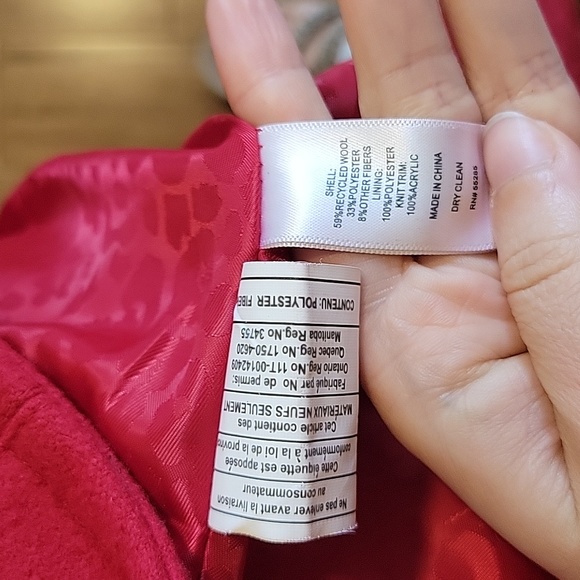 SHELL:
59%RECYCLED WOOL
33%POLYESTER
8%OTHER FIBERS
LINING:
100%POLYESTER
KNIT TRIM:
100%ACRYLIC
MADE IN CHINA
DRY CLEAN
RN# 55285
Ne pas enlever avant la livraison
au consommateur
Cette étiquette est apposée
conformément à la loi de la provinc
Cet article contient des
MATÉRIAUX NEUFS SEULEMENT
Fabriqué par No de permis:
Ontario Reg.No 11T-00142409
Quebec Reg.No 1750-4620
Manitoba Reg.No 34755
CONTENU: POLYESTER FIBE